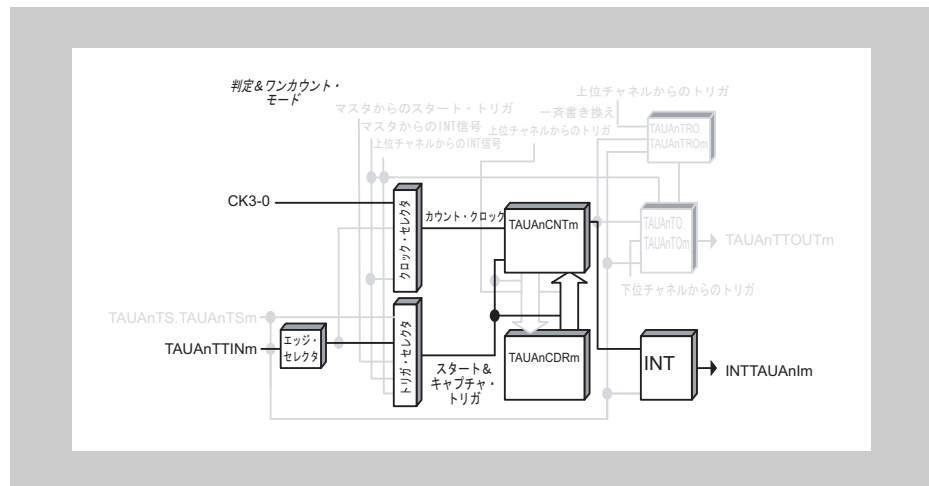 判定&ワンカウント・
モード
上位チャネルからのトリガ
マスタからのスタート・トリガ
一斉書き換え
マスタからのINT信号
上位チャネルからのトリガ
上位チャネルからのINT信号
TAUAnTRO.
TAUAnTROm
CK3-0
クロック・セレクタ
カウント・クロック
TAUAnCNTm
TAUAnTO.
TAUAnTOm
TAUAnTTOUTm
下位チャネルからのトリガ
TAUAnTS.TAUAnTSm
TAUAnTTINm
エッジ・
セレクタ
トリガ・セレクタ
スタート&
キャプチャ・
トリガ
TAUAnCDRm
INT
INTTAUAnIm